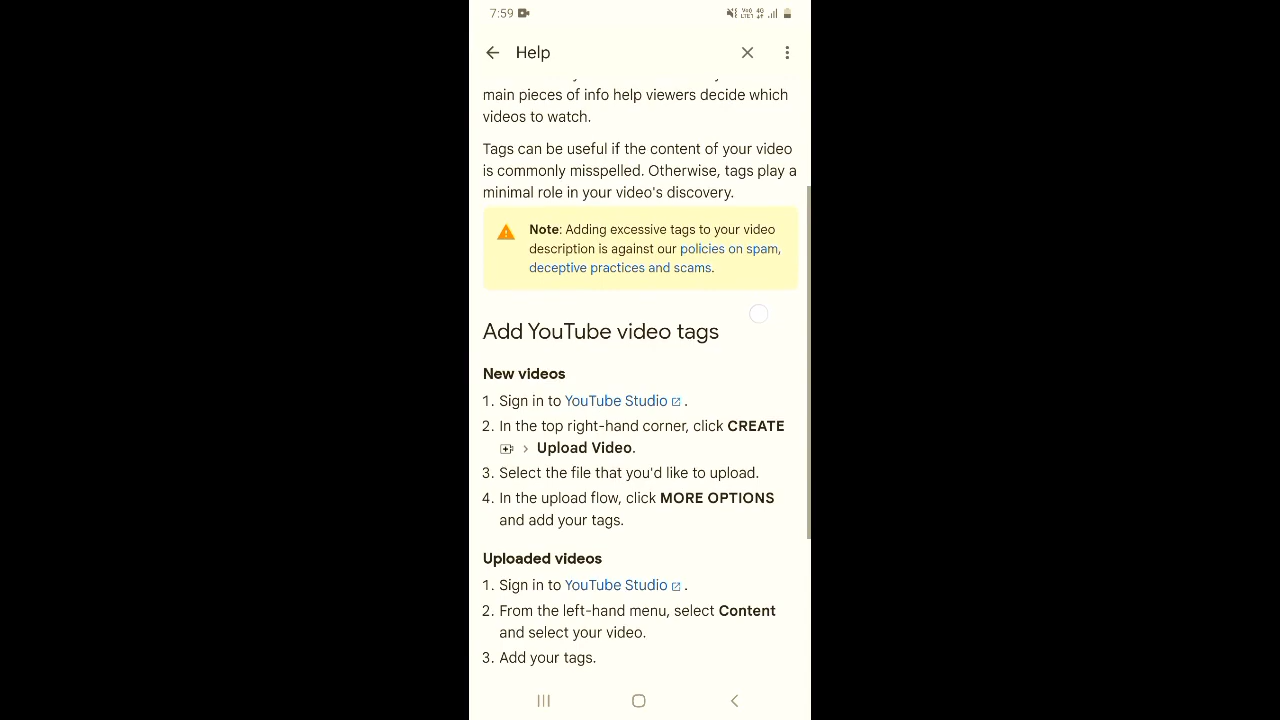 7:59
Help
main pieces of info help viewers decide which
videos to watch.
Tags can be useful if the content of your video
is commonly misspelled. Otherwise, tags play a
minimal role in your video's discovery.
Note: Adding excessive tags to your video
description is against our policies on spam,
deceptive practices and scams.
Add YouTube video tags
New videos
1. Sign in to YouTube Studio .
2. In the top right-hand corner, click CREATE
> Upload Video.
3. Select the file that you'd like to upload.
4. In the upload flow, click MORE OPTIONS
and add your tags.
Uploaded videos
1. Sign in to YouTube Studio .
2. From the left-hand menu, select Content
and select your video.
3. Add your tags.